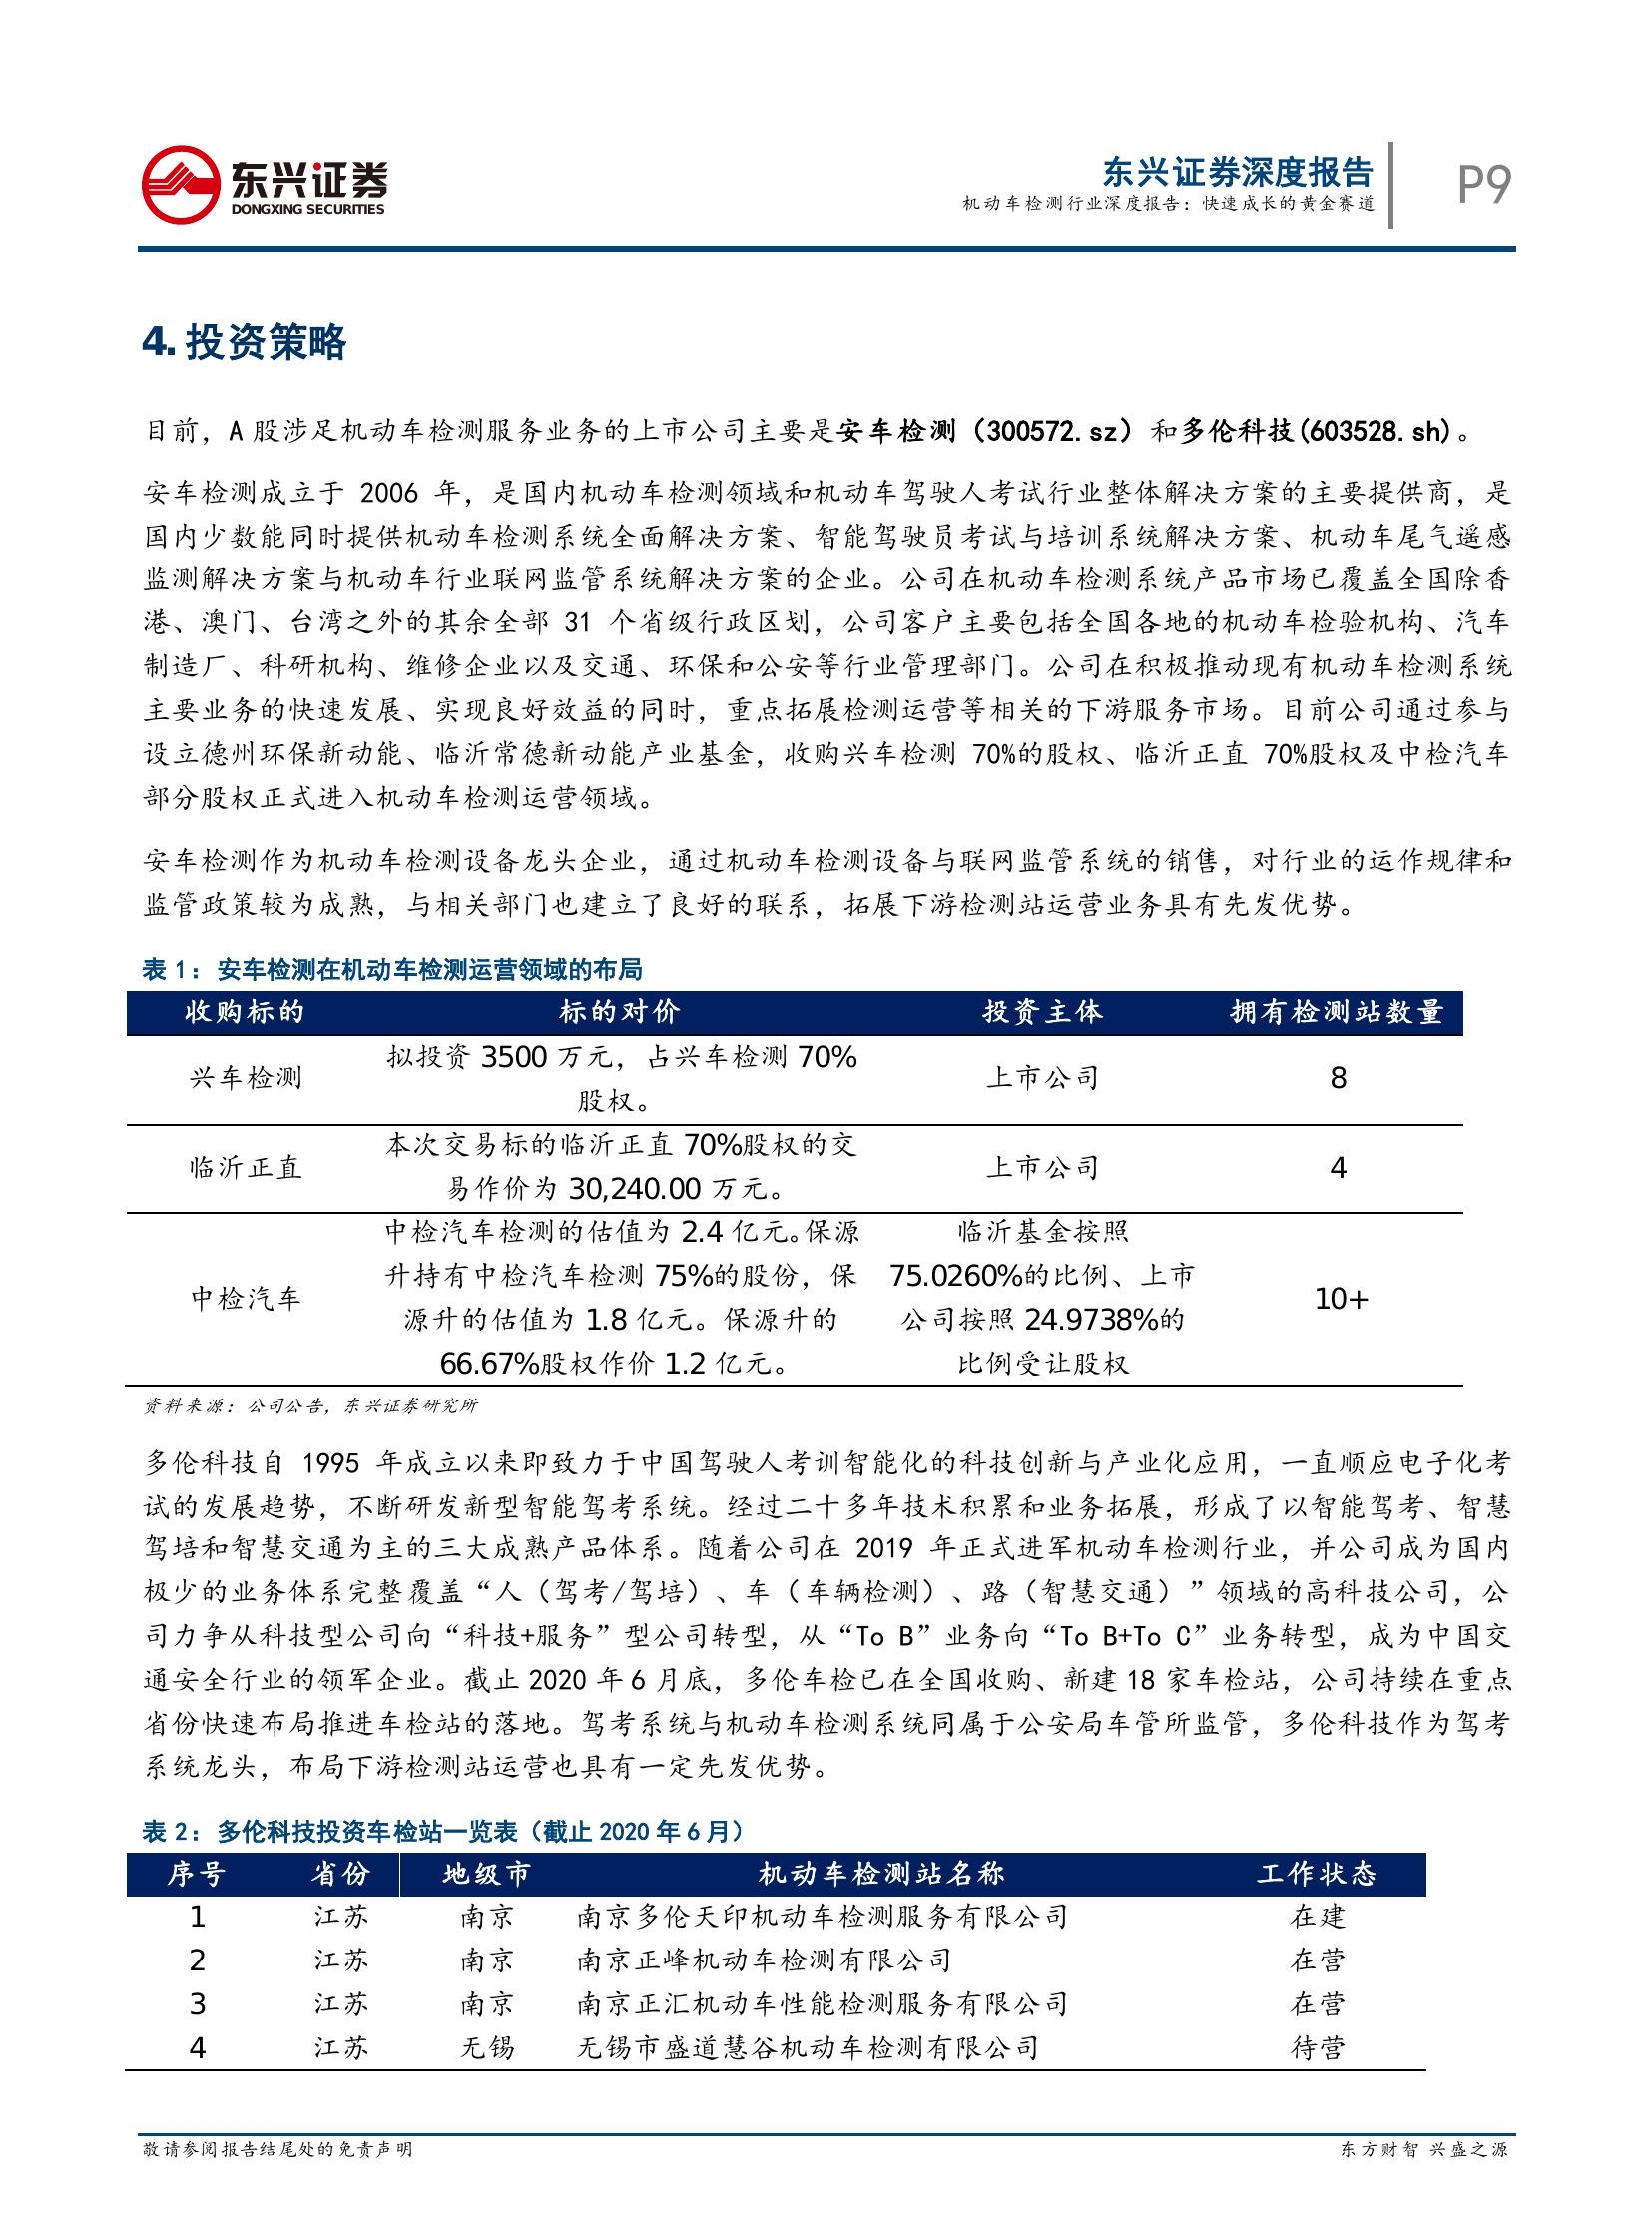 东兴证券
DONGXING SECURITIES
东兴证券深度报告
机动车检测行业深度报告：快速成长的黄金赛道
P9
4. 投资策略
目前，A 股涉足机动车检测服务业务的上市公司主要是安车检测（300572.sz）和多伦科技(603528.sh)。
安车检测成立于 2006 年，是国内机动车检测领域和机动车驾驶人考试行业整体解决方案的主要提供商，是
国内少数能同时提供机动车检测系统全面解决方案、智能驾驶员考试与培训系统解决方案、机动车尾气遥感
监测解决方案与机动车行业联网监管系统解决方案的企业。公司在机动车检测系统产品市场已覆盖全国除香
港、澳门、台湾之外的其余全部 31 个省级行政区划，公司客户主要包括全国各地的机动车检验机构、汽车
制造厂、科研机构、维修企业以及交通、环保和公安等行业管理部门。公司在积极推动现有机动车检测系统
主要业务的快速发展、实现良好效益的同时，重点拓展检测运营等相关的下游服务市场。目前公司通过参与
设立德州环保新动能、临沂常德新动能产业基金，收购兴车检测 70%的股权、临沂正直 70%股权及中检汽车
部分股权正式进入机动车检测运营领域。
安车检测作为机动车检测设备龙头企业，通过机动车检测设备与联网监管系统的销售，对行业的运作规律和
监管政策较为成熟，与相关部门也建立了良好的联系，拓展下游检测站运营业务具有先发优势。
表 1：安车检测在机动车检测运营领域的布局
收购标的 标的对价 投资主体 拥有检测站数量
兴车检测 拟投资 3500 万元，占兴车检测 70% 上市公司 8
股权。
临沂正直 本次交易标的临沂正直 70%股权的交 上市公司 4
易作价为 30,240.00 万元。
中检汽车检测的估值为 2.4 亿元。保源 临沂基金按照
升持有中检汽车检测 75%的股份，保 75.0260%的比例、上市
中检汽车 10+
源升的估值为 1.8 亿元。保源升的 公司按照 24.9738%的
66.67%股权作价 1.2 亿元。 比例受让股权
资料来源：公司公告，东兴证券研究所
多伦科技自 1995 年成立以来即致力于中国驾驶人考训智能化的科技创新与产业化应用，一直顺应电子化考
试的发展趋势，不断研发新型智能驾考系统。经过二十多年技术积累和业务拓展，形成了以智能驾考、智慧
驾培和智慧交通为主的三大成熟产品体系。随着公司在 2019 年正式进军机动车检测行业，并公司成为国内
极少的业务体系完整覆盖“人（驾考/驾培）、车（车辆检测）、路（智慧交通）”领域的高科技公司，公
司力争从科技型公司向“科技+服务”型公司转型，从“To B”业务向“To B+To C”业务转型，成为中国交
通安全行业的领军企业。截止 2020 年 6 月底，多伦车检已在全国收购、新建 18 家车检站，公司持续在重点
省份快速布局推进车检站的落地。驾考系统与机动车检测系统同属于公安局车管所监管，多伦科技作为驾考
系统龙头，布局下游检测站运营也具有一定先发优势。
表 2：多伦科技投资车检站一览表（截止 2020 年 6 月）
序号 省份 地级市 机动车检测站名称 工作状态
1 江苏 南京 南京多伦天印机动车检测服务有限公司 在建
2 江苏 南京 南京正峰机动车检测有限公司 在营
3 江苏 南京 南京正汇机动车性能检测服务有限公司 在营
4 江苏 无锡 无锡市盛道慧谷机动车检测有限公司 待营
敬请参阅报告结尾处的免责声明
东方财智 兴盛之源